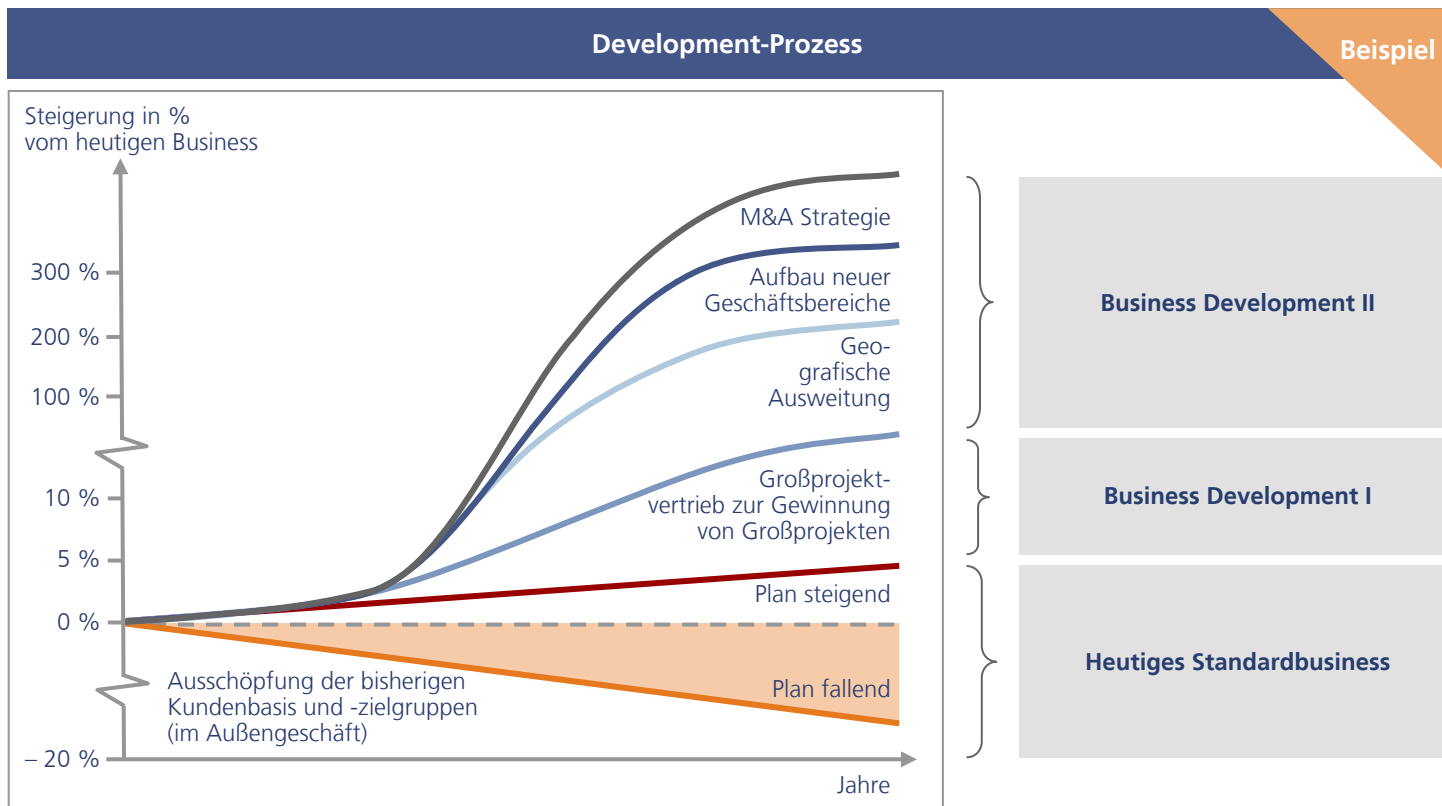 Development-Prozess
Beispiel
Steigerung in %
vom heutigen Business
300 %
200 %
100 %
10 %
5 %
0 %
– 20 %
M&A Strategie
Aufbau neuer
Geschäftsbereiche
Geo-
grafische
Ausweitung
Großprojekt-
vertrieb zur Gewinnung
von Großprojekten
Plan steigend
Plan fallend
Ausschöpfung der bisherigen
Kundenbasis und -zielgruppen
(im Außengeschäft)
Jahre
Business Development II
Business Development I
Heutiges Standardbusiness